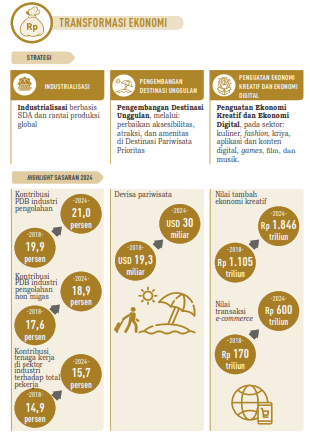 Rp
TRANSFORMASI EKONOMI
STRATEGI
INDUSTRIALISASI
Industrialisasi berbasis
SDA dan rantai produksi
global
PENGEMBANGAN
DESTINASI UNGGULAN
Pengembangan Destinasi
Unggulan, melalui:
perbaikan aksesibilitas,
atraksi, dan amenitas
di Destinasi Pariwisata
Prioritas
PENGUATAN EKONOMI
KREATIF DAN EKONOMI
DIGITAL
Penguatan Ekonomi
Kreatif dan Ekonomi
Digital, pada sektor:
kuliner, fashion, kriya,
aplikasi dan konten
digital, games, film, dan
musik.
HIGHLIGHT SASARAN 2024
Kontribusi
PDB industri
pengolahan
-2018-
19,9
persen
-2024-
21,0
persen
Kontribusi
PDB industri
pengolahan
non migas
-2018-
17,6
persen
-2024-
18,9
persen
Kontribusi
tenaga kerja
di sektor
industri
terhadap total
pekerja
-2018-
14,9
persen
-2024-
15,7
persen
Devisa pariwisata
-2018-
USD 19,3
miliar
-2024-
USD 30
miliar
Nilai tambah
ekonomi kreatif
-2018-
Rp 1.105
triliun
-2024-
Rp 1.846
triliun
Nilai
transaksi
e-commerce
-2018-
Rp 170
triliun
-2024-
Rp 600
triliun